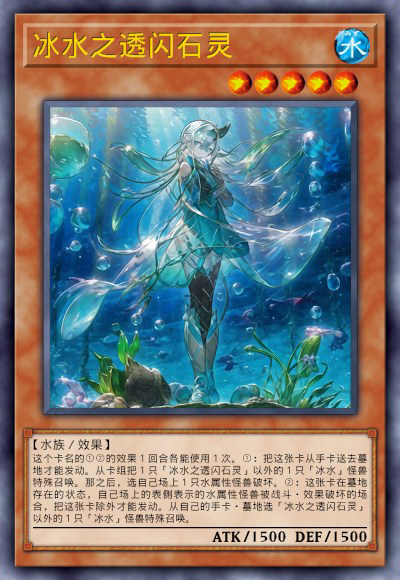 冰水之透闪石灵
水
【水族/效果】
这个卡名的①②的效果1回合各能使用1次。①：把这张卡从手卡送去墓
地才能发动。从卡组把1只「冰水之透闪石灵」以外的1只「冰水」怪兽
特殊召唤。那之后，选自己场上1只水属性怪兽破坏。②：这张卡在墓地
存在的状态，自己场上的表侧表示的水属性怪兽被战斗·效果破坏的场
合，把这张卡除外才能发动。从自己的手卡·墓地选「冰水之透闪石灵」
以外的1只「冰水」怪兽特殊召唤。
ATK/1500 DEF/1500